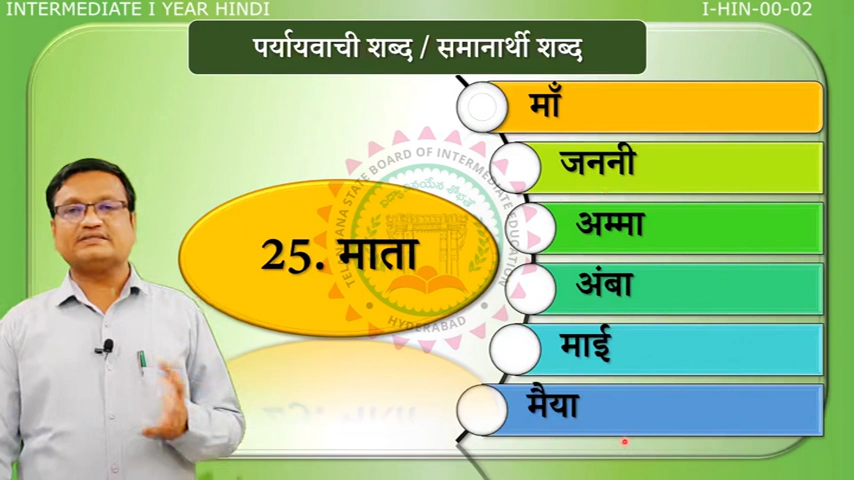 INTERMEDIATE I YEAR HINDI
I-HIN-00-02
पर्यायवाची शब्द / समानार्थी शब्द
25. माता
माँ
जननी
अम्मा
अंबा
माई
मैया
TELANGANA STATE BOARD OF INTERMEDIATE EDUCATION
HYDERABAD